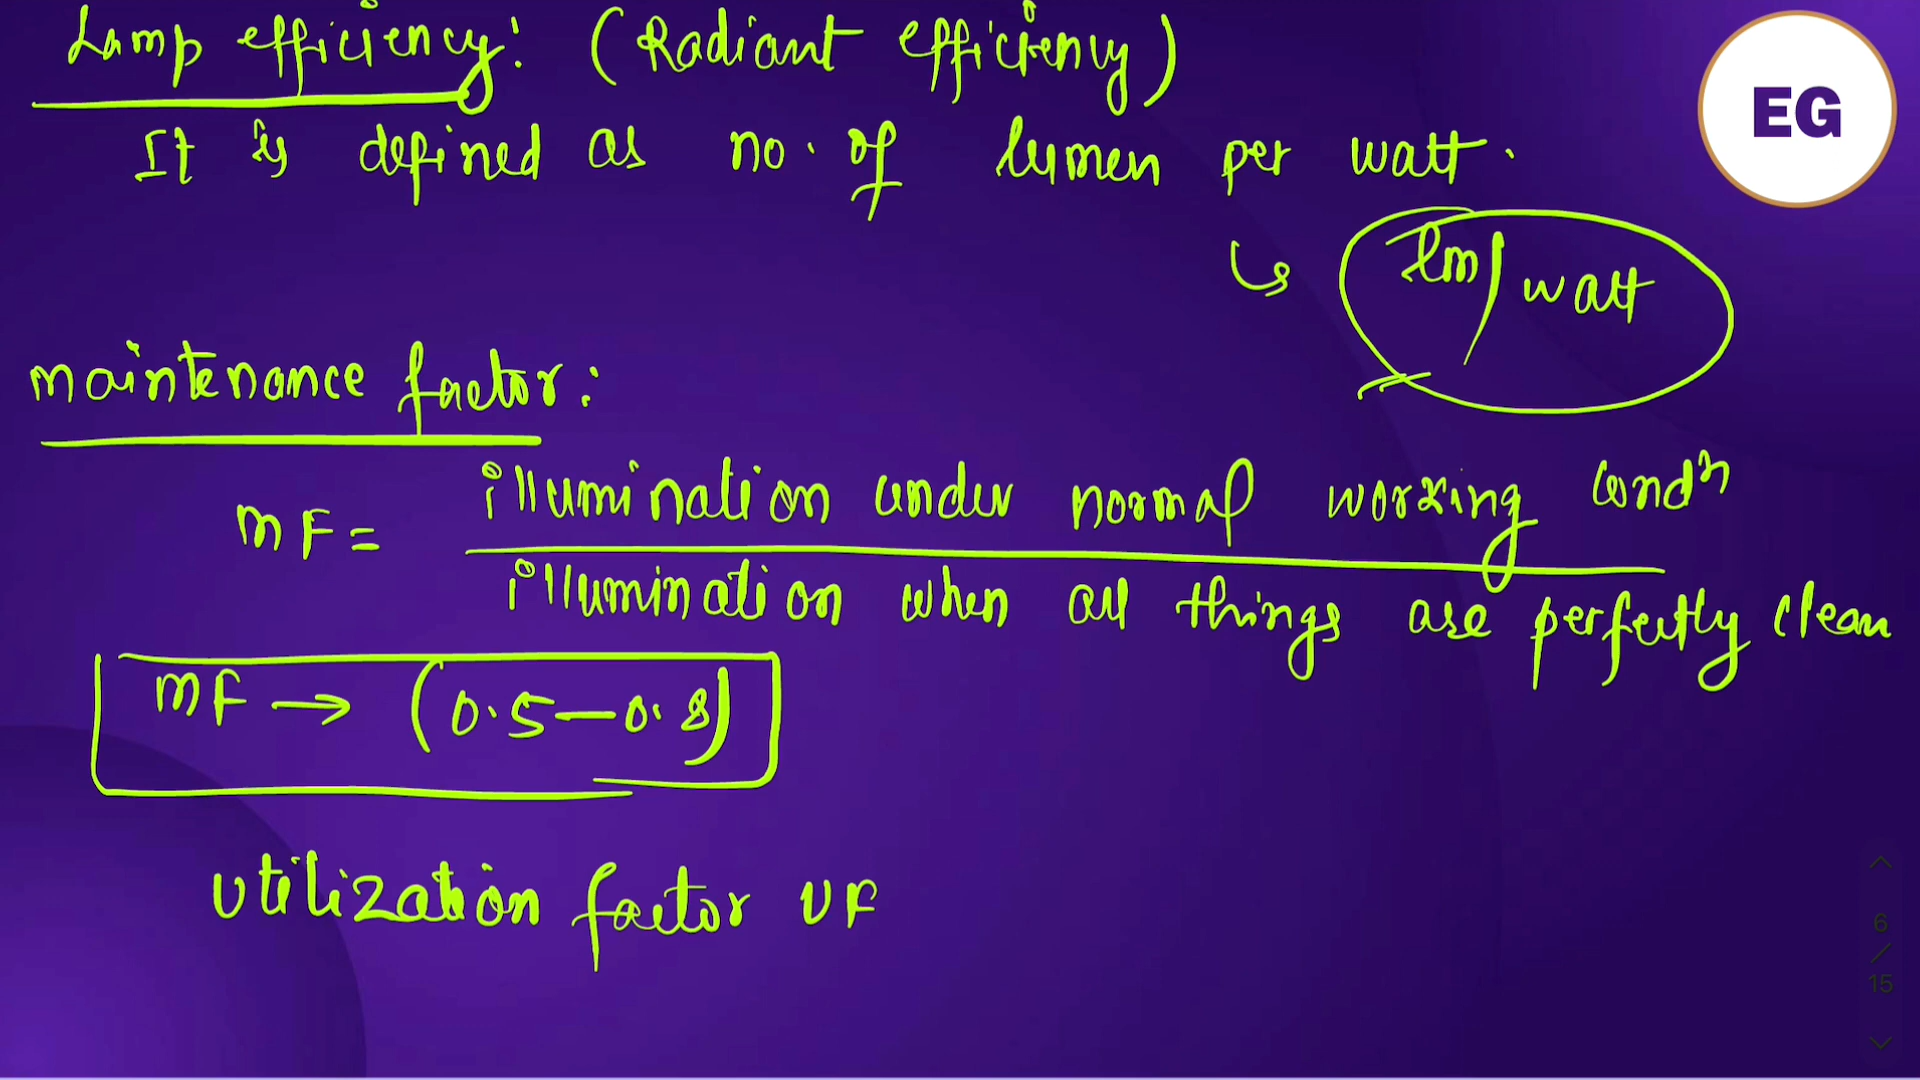 Lamp efficiency: (Radiant efficiency)
EG
It is defined as no. of lumen per watt.
lm/watt
maintenance factor:
MF = illumination under normal working condn
illumination when all things are perfectly clean
MF → (0.5–0.8)
utilization factor UF
6
/
15